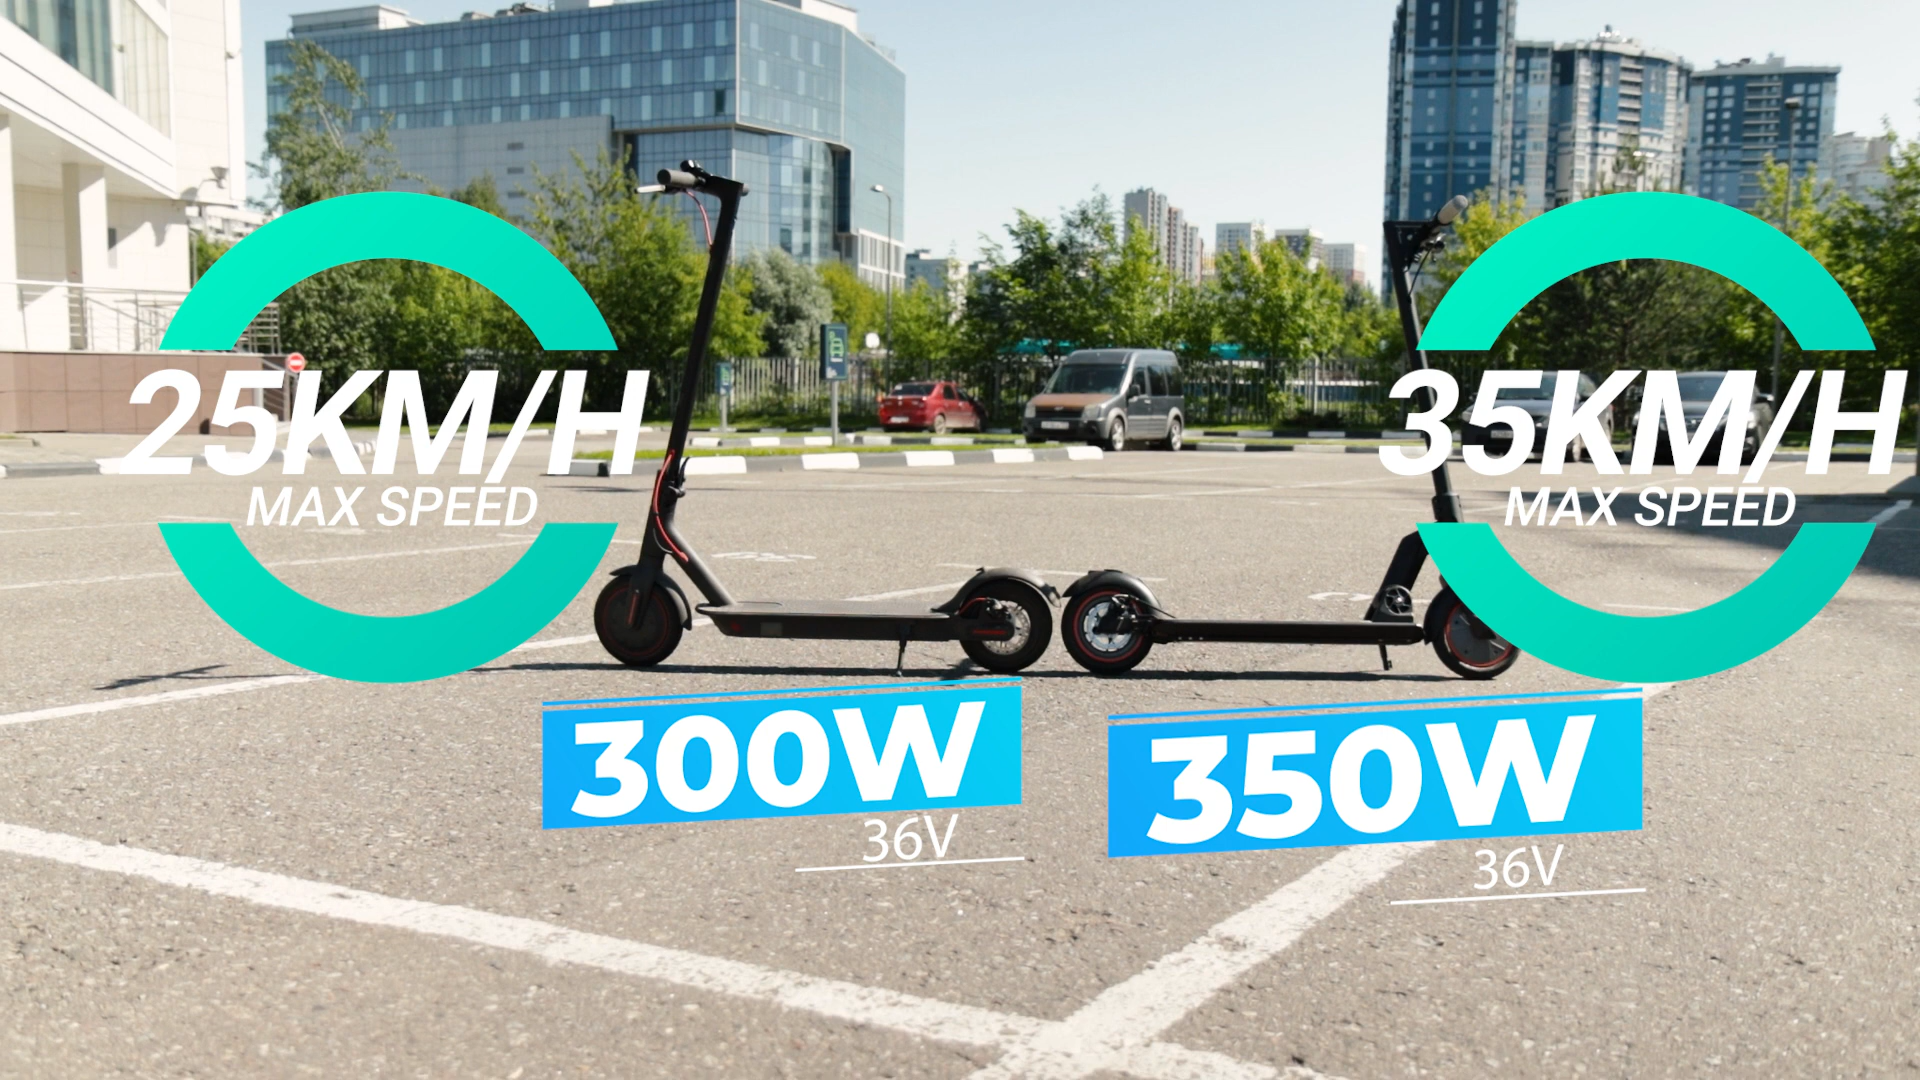 25KM/H
MAX SPEED
35KM/H
MAX SPEED
300W
36V
350W
36V